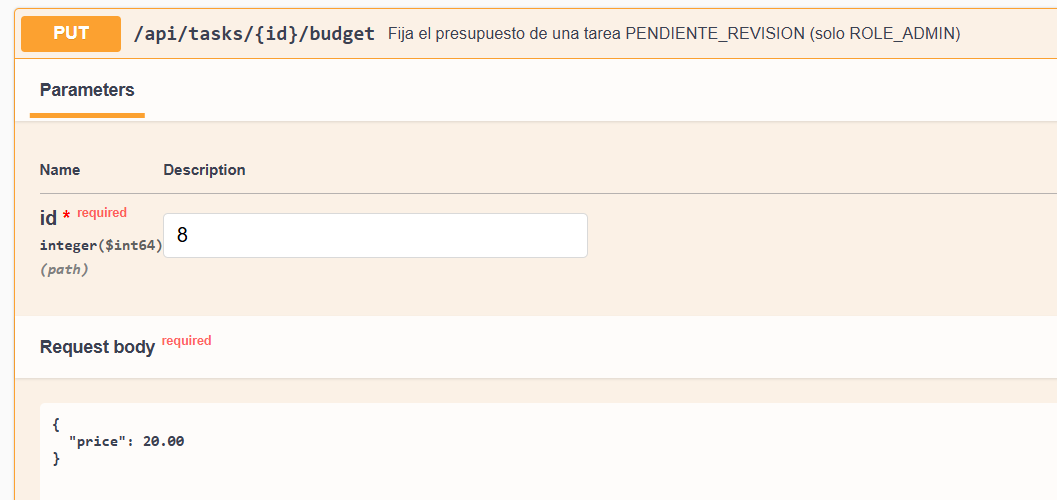 PUT /api/tasks/{id}/budget Fija el presupuesto de una tarea PENDIENTE_REVISION (solo ROLE_ADMIN)
Parameters
Name Description
id * required
integer($int64)
(path)
8
Request body required
{
  "price": 20.00
}